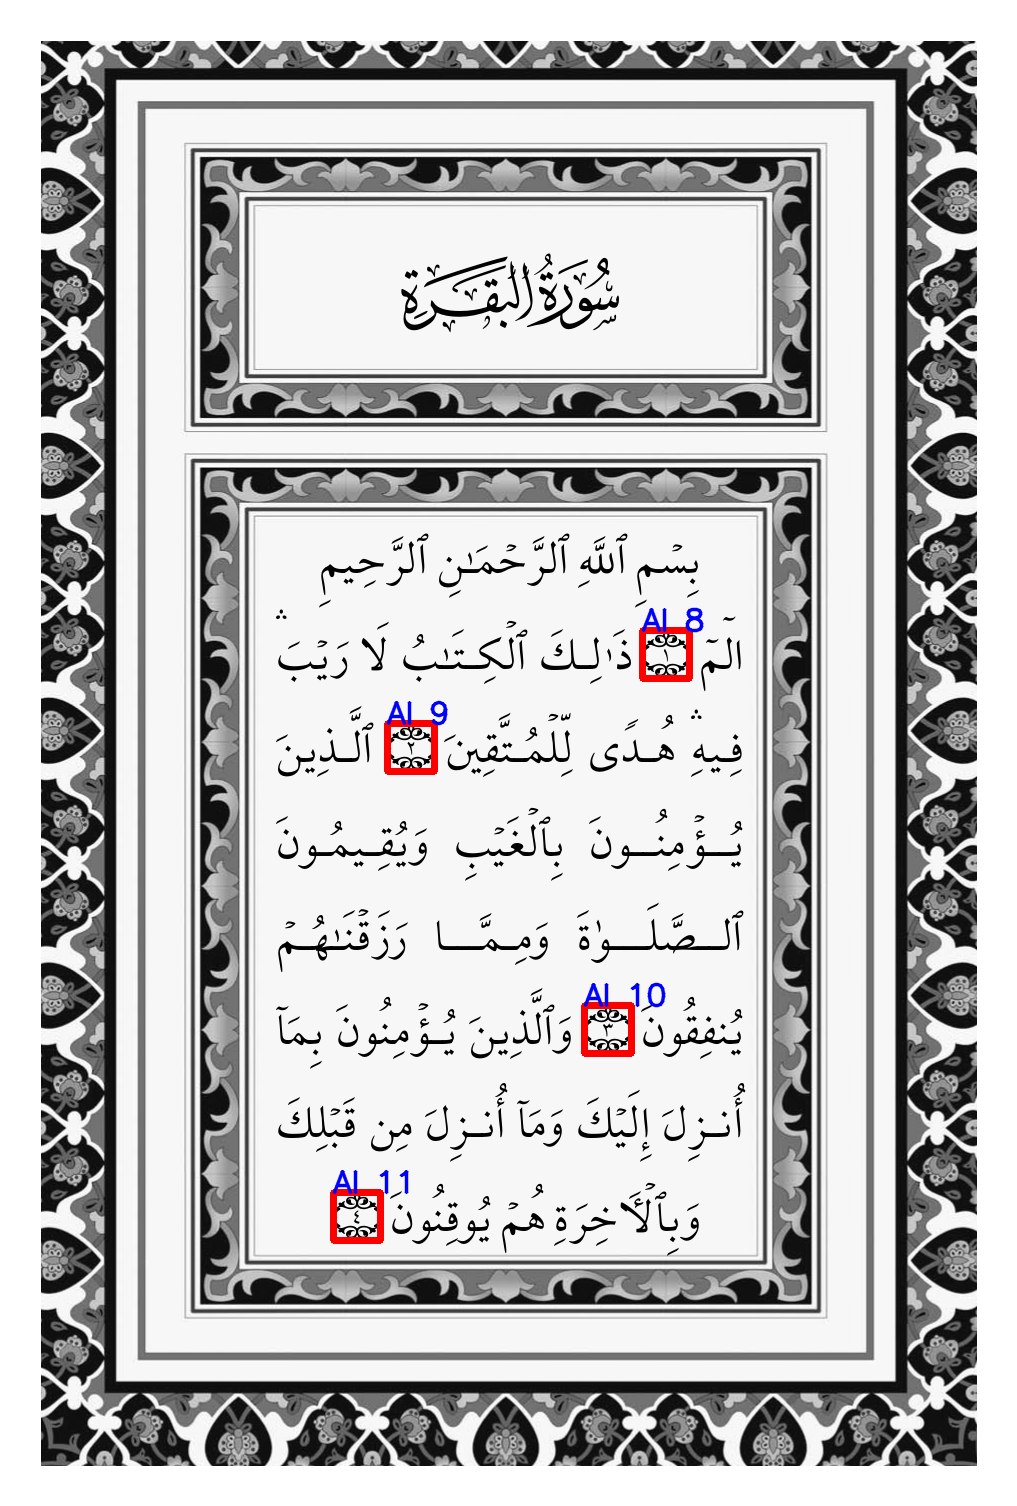 سُورَةُ الْبَقَرَةِ
بِسْمِ ٱللَّهِ ٱلرَّحْمَـٰنِ ٱلرَّحِيمِ
AI 8
الٓمٓ ١ ذَٰلِكَ ٱلْكِتَـٰبُ لَا رَيْبَ ۛ
AI 9
فِيهِ ۛ هُدًى لِّلْمُتَّقِينَ ٢ ٱلَّذِينَ
يُؤْمِنُونَ بِٱلْغَيْبِ وَيُقِيمُونَ
ٱلصَّلَوٰةَ وَمِمَّا رَزَقْنَـٰهُمْ
AI 10
يُنفِقُونَ ٣ وَٱلَّذِينَ يُؤْمِنُونَ بِمَآ
أُنزِلَ إِلَيْكَ وَمَآ أُنزِلَ مِن قَبْلِكَ
AI 11
وَبِٱلْـَٔاخِرَةِ هُمْ يُوقِنُونَ ٤